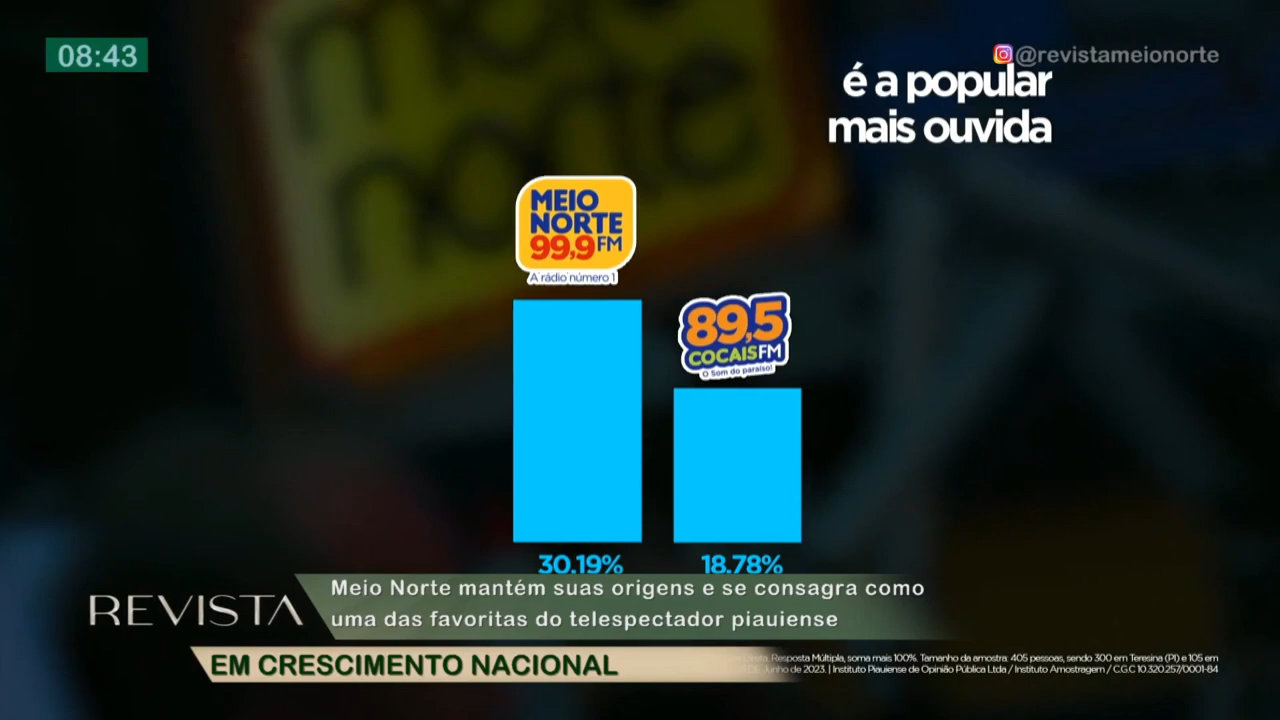 08:43
@revistameionorte
é a popular
mais ouvida
MEIO
NORTE
99,9 FM
A rádio número 1
89,5
COCAIS FM
O Som do paraíso!
30,19%
18,78%
REVISTA
Meio Norte mantém suas origens e se consagra como
uma das favoritas do telespectador piauiense
EM CRESCIMENTO NACIONAL
Resposta Múltipla, soma mais 100%. Tamanho da amostra: 405 pessoas, sendo 300 em Teresina (PI) e 105 em
Junho de 2023. | Instituto Piauiense de Opinião Pública Ltda / Instituto Amostragem / C.G.C 10.320.257/0001-84
meio
norte